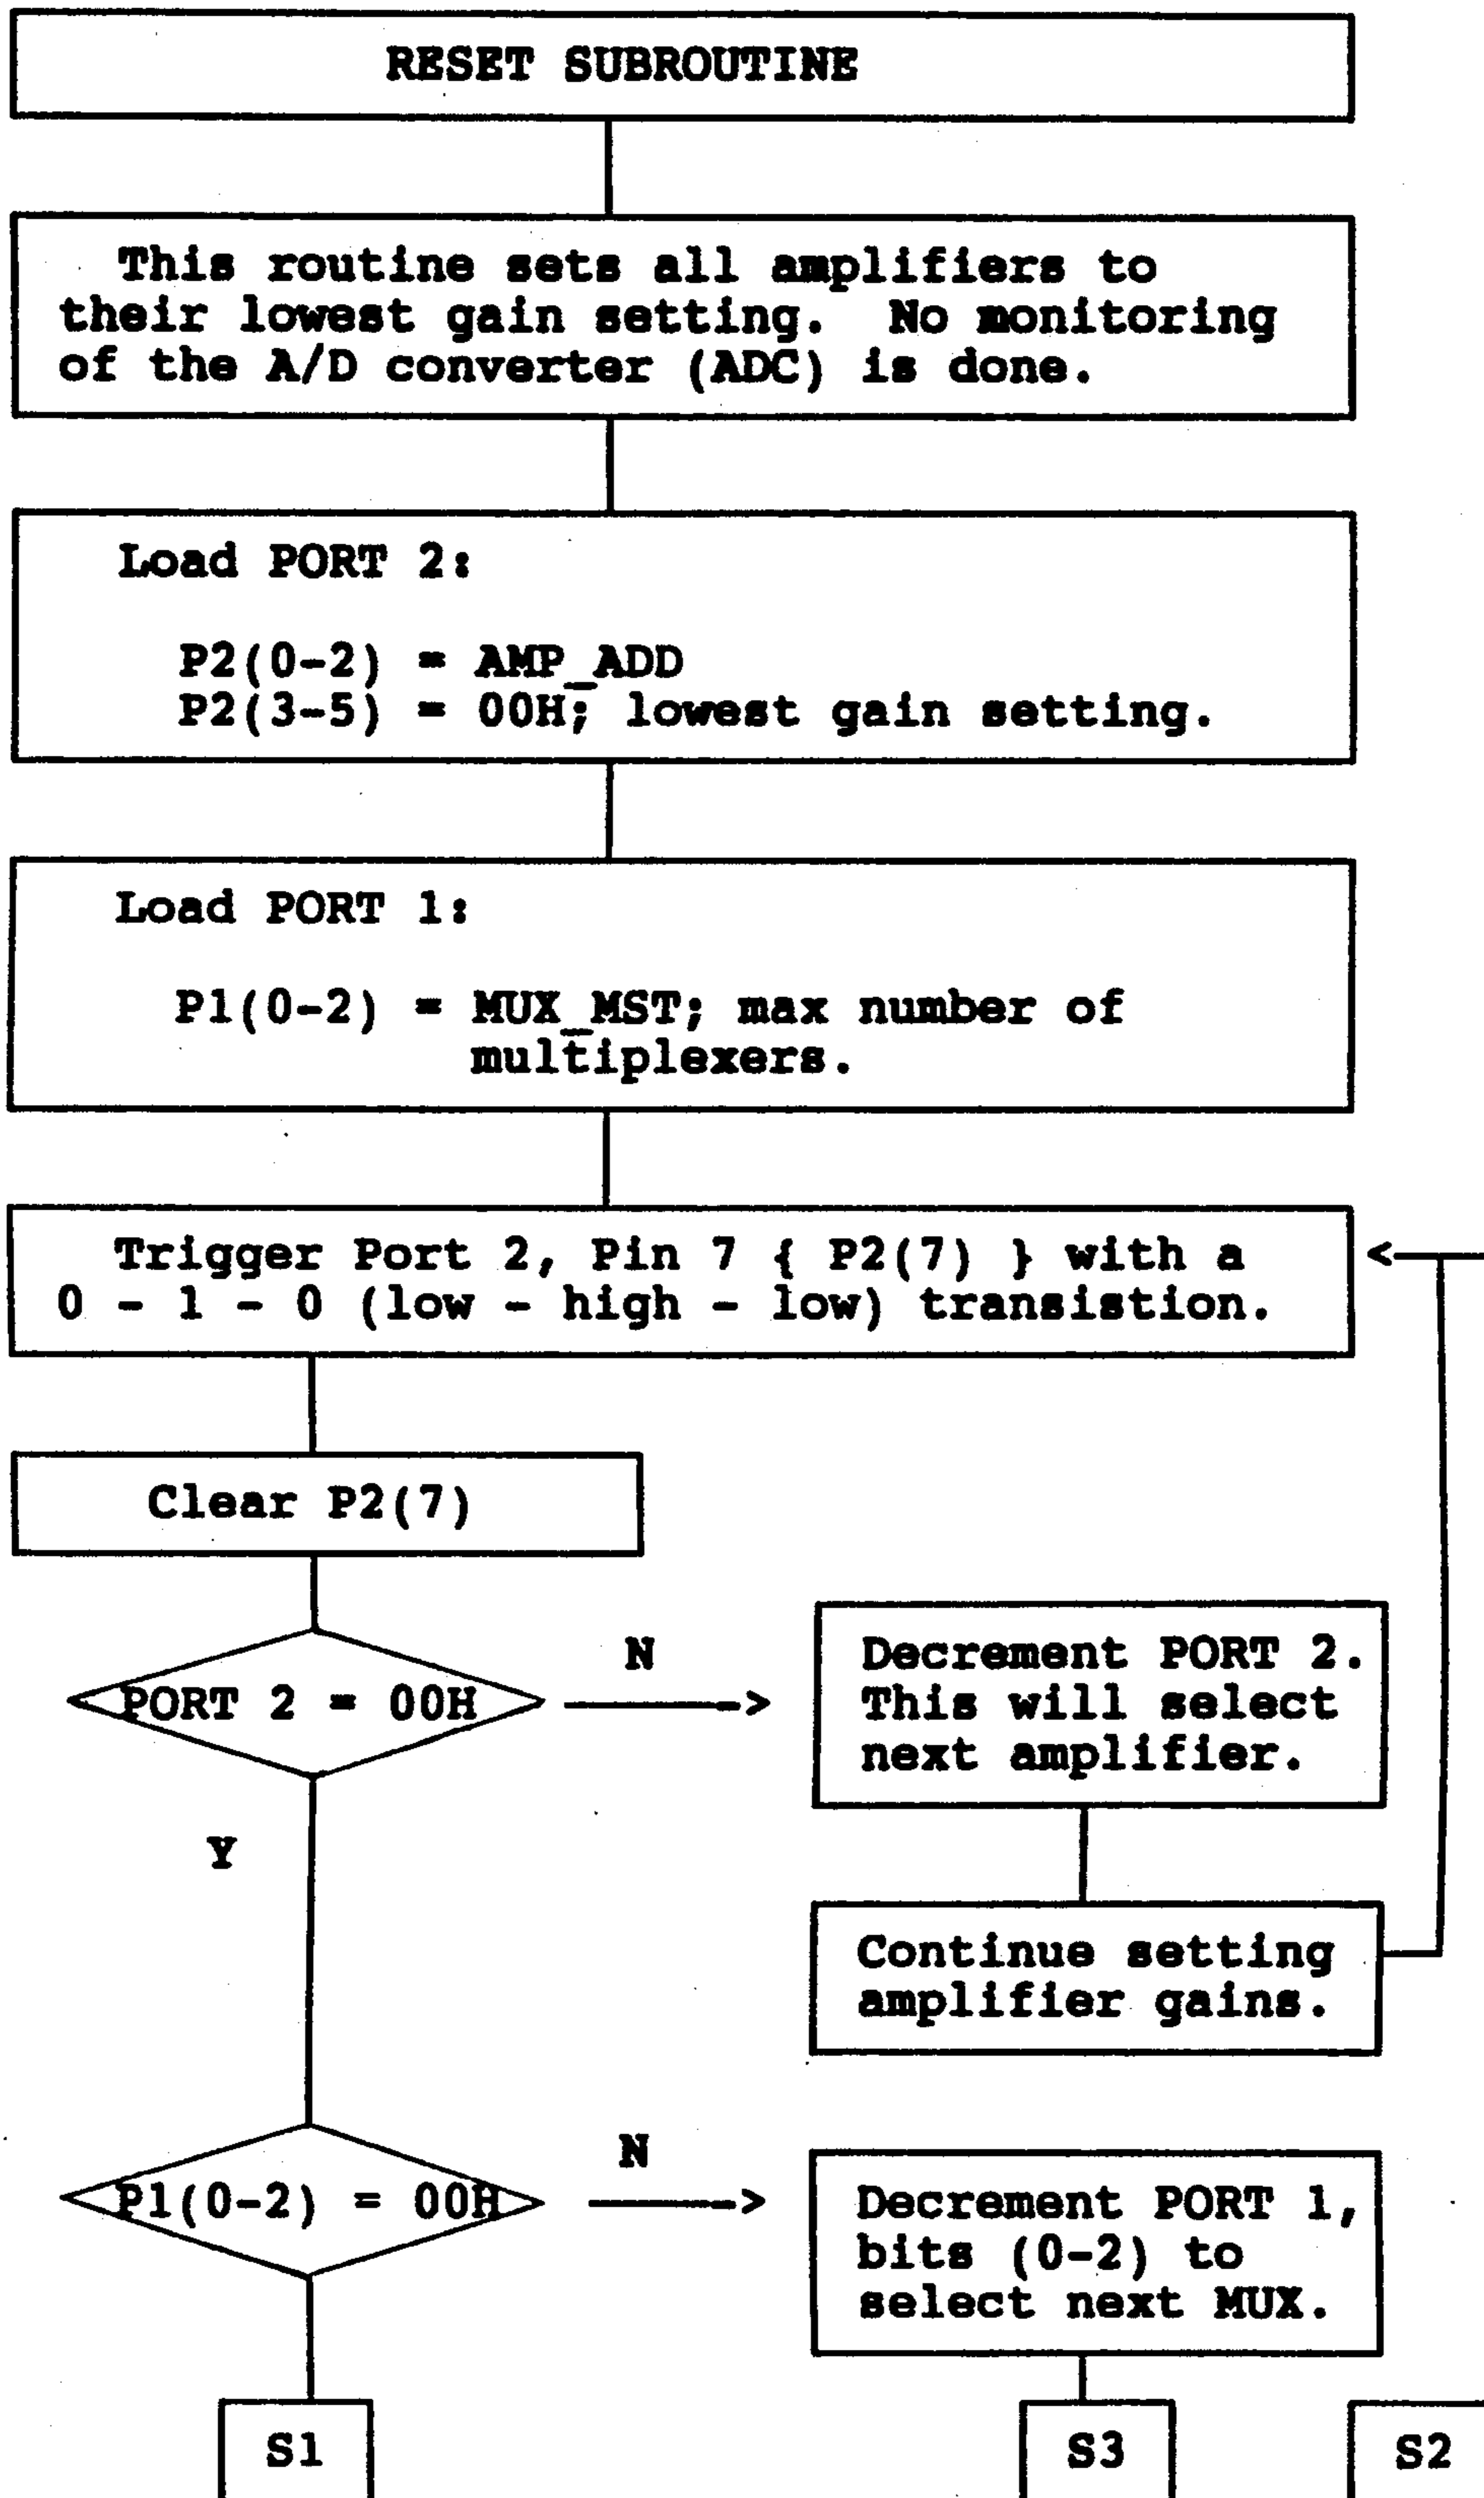 RESET SUBROUTINE
This routine sets all amplifiers to
their lowest gain setting. No monitoring
of the A/D converter (ADC) is done.
Load PORT 2:
P2(0-2) = AMP_ADD
P2(3-5) = 00H; lowest gain setting.
Load PORT 1:
P1(0-2) = MUX_MST; max number of
multiplexers.
Trigger Port 2, Pin 7 { P2(7) } with a
0 - 1 - 0 (low - high - low) transistion.
Clear P2(7)
PORT 2 = 00H
N
Decrement PORT 2.
This will select
next amplifier.
Y
Continue setting
amplifier gains.
P1(0-2) = 00H
N
Decrement PORT 1,
bits (0-2) to
select next MUX.
S1
S3
S2